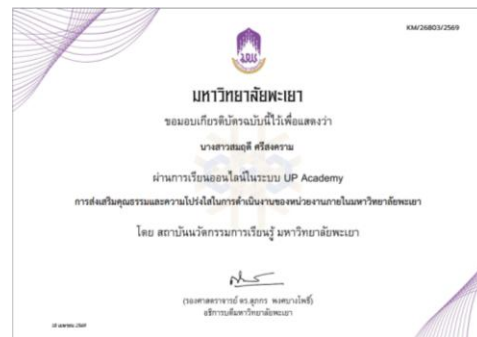 KM/26803/2569
มหาวิทยาลัยพะเยา
ขอมอบเกียรติบัตรฉบับนี้ไว้เพื่อแสดงว่า
นางสาวสมฤดี ศรีสงคราม
ผ่านการเรียนออนไลน์ในระบบ UP Academy
การส่งเสริมคุณธรรมและความโปร่งใสในการดำเนินงานของหน่วยงานภายในมหาวิทยาลัยพะเยา
โดย สถาบันนวัตกรรมการเรียนรู้ มหาวิทยาลัยพะเยา
(รองศาสตราจารย์ ดร.สุภกร พงศบางโพธิ์)
อธิการบดีมหาวิทยาลัยพะเยา